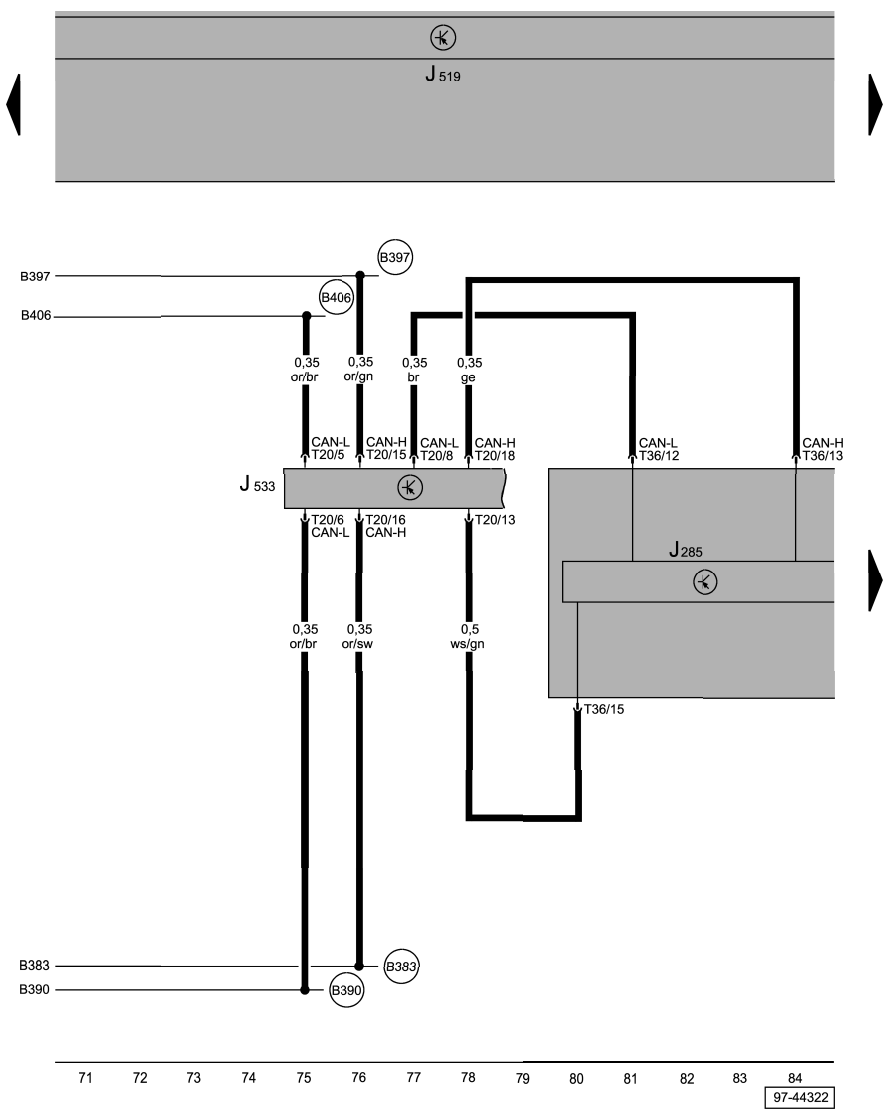 J 519
B397
B397
B406
B406
0,35 0,35 0,35 0,35
or/br or/gn br ge
CAN-L CAN-H CAN-L CAN-H CAN-L CAN-H
T20/5 T20/15 T20/8 T20/18 T36/12 T36/13
J 533
T20/6 T20/16 T20/13
CAN-L CAN-H
J 285
0,35 0,35 0,5
or/br or/sw ws/gn
T36/15
B383 B383
B390 B390
71 72 73 74 75 76 77 78 79 80 81 82 83 84
97-44322